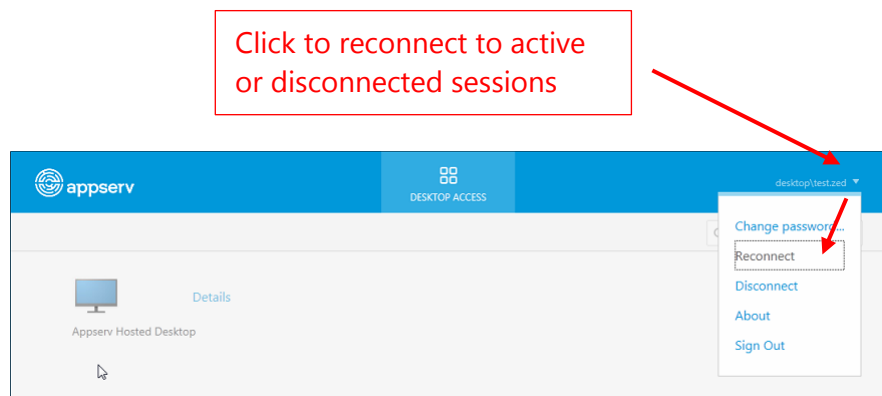 Click to reconnect to active
or disconnected sessions
appserv
DESKTOP ACCESS
desktop\test.zed
Change password...
Reconnect
Disconnect
About
Sign Out
Details
Appserv Hosted Desktop